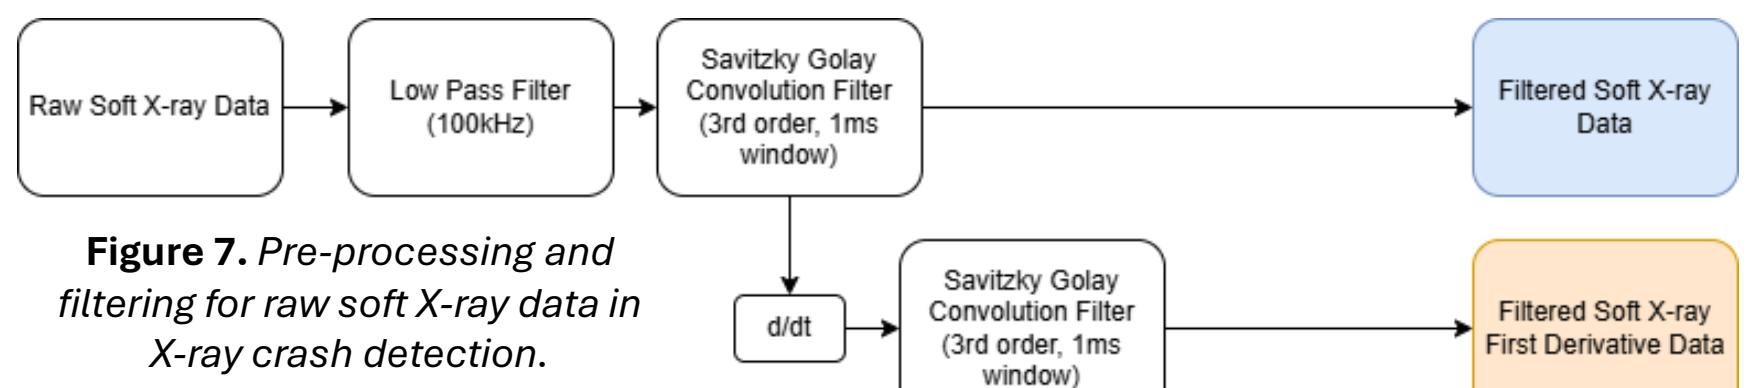 Raw Soft X-ray Data
Low Pass Filter
(100kHz)
Savitzky Golay
Convolution Filter
(3rd order, 1ms
window)
Filtered Soft X-ray
Data
Figure 7. Pre-processing and
filtering for raw soft X-ray data in
X-ray crash detection.
d/dt
Savitzky Golay
Convolution Filter
(3rd order, 1ms
window)
Filtered Soft X-ray
First Derivative Data